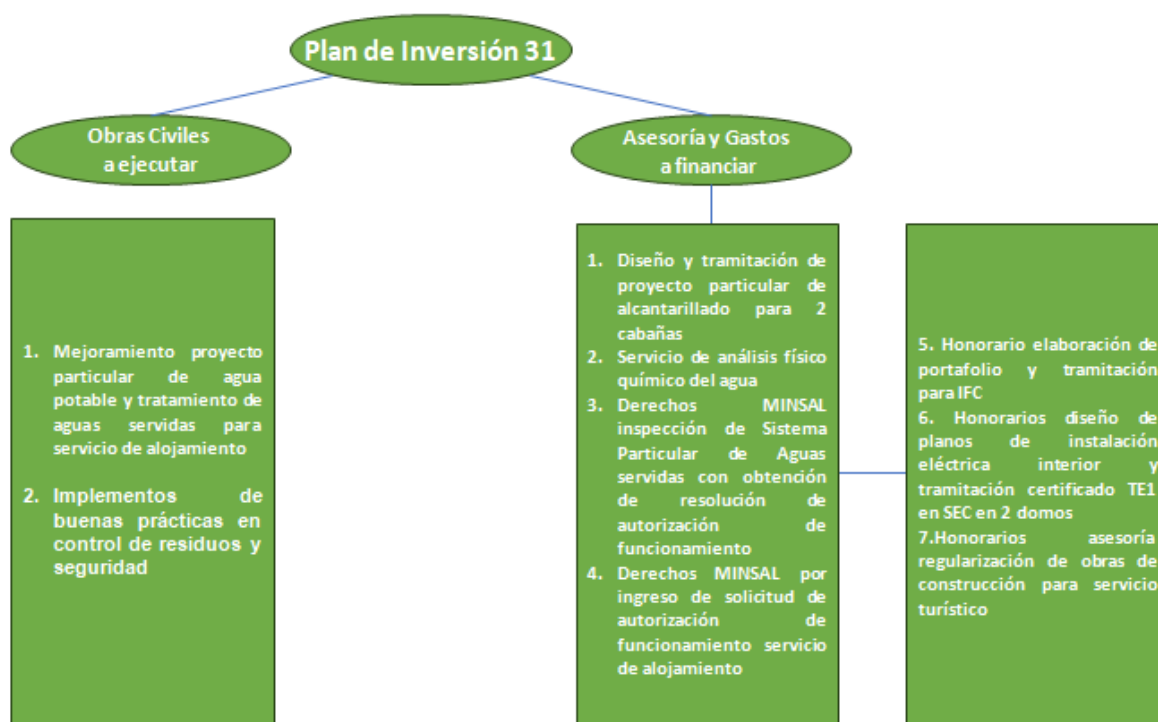 Plan de Inversión 31
Obras Civiles
a ejecutar
Asesoría y Gastos
a financiar
1. Mejoramiento proyecto
particular de agua
potable y tratamiento de
aguas servidas para
servicio de alojamiento
2. Implementos de
buenas prácticas en
control de residuos y
seguridad
1. Diseño y tramitación de
proyecto particular de
alcantarillado para 2
cabañas
2. Servicio de análisis físico
químico del agua
3. Derechos MINSAL
inspección de Sistema
Particular de Aguas
servidas con obtención
de resolución de
autorización de
funcionamiento
4. Derechos MINSAL por
ingreso de solicitud de
autorización de
funcionamiento servicio
de alojamiento
5. Honorario elaboración de
portafolio y tramitación
para IFC
6. Honorarios diseño de
planos de instalación
eléctrica interior y
tramitación certificado TE1
en SEC en 2 domos
7.Honorarios asesoría
regularización de obras de
construcción para servicio
turístico